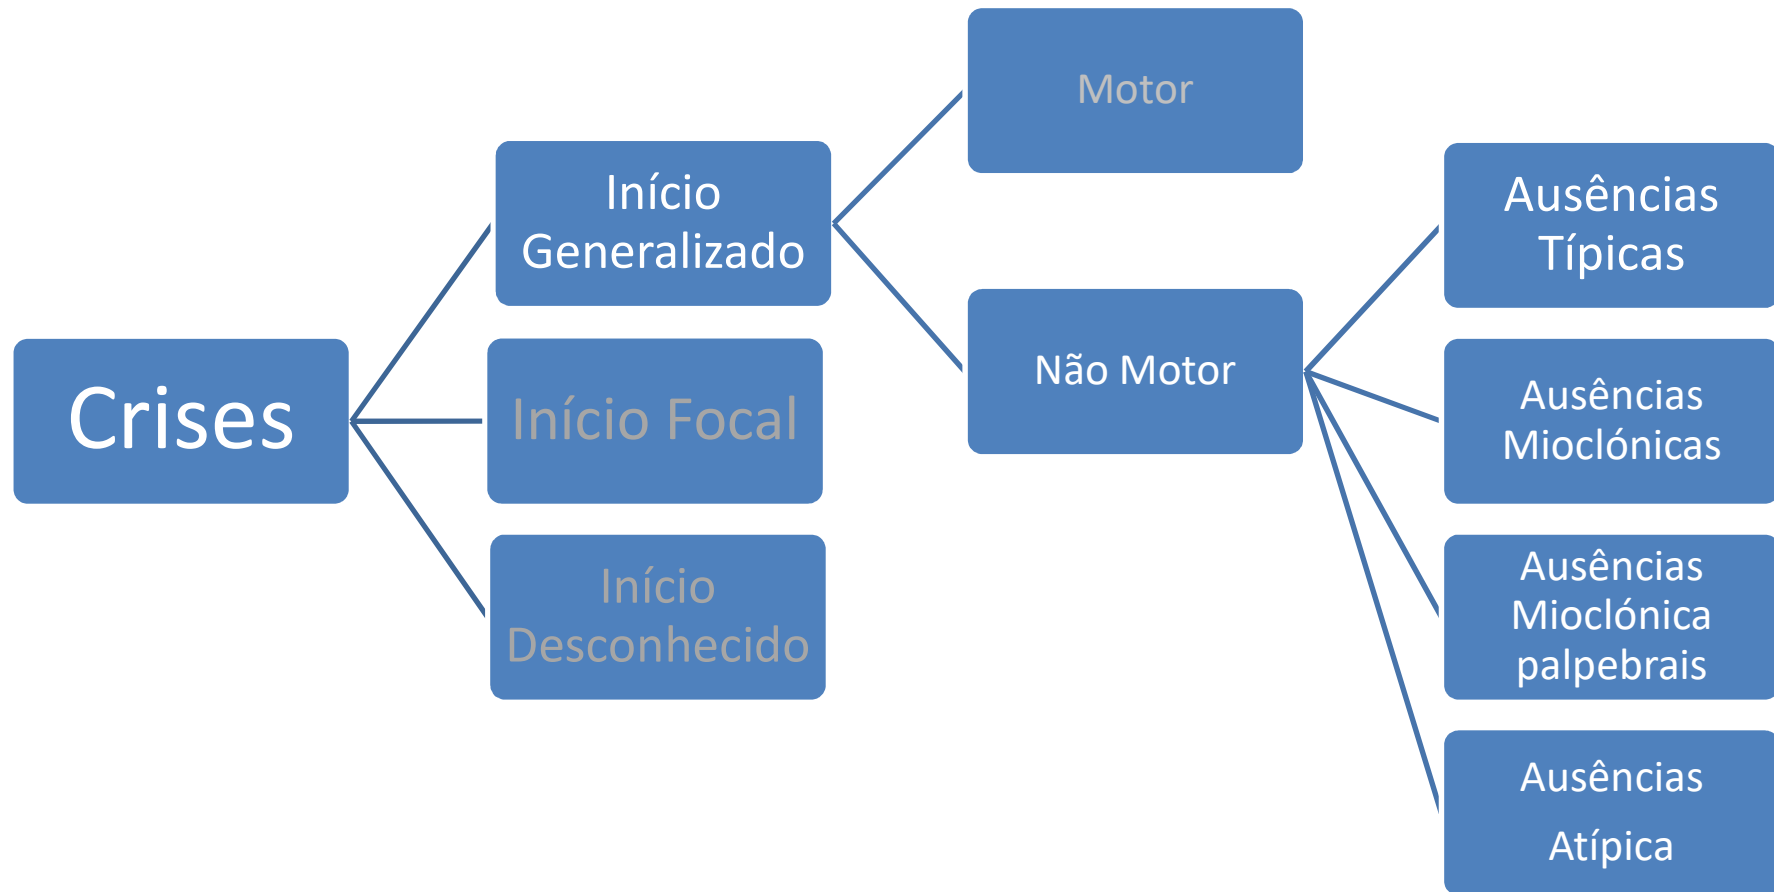 Crises
Início
Generalizado
Início Focal
Início
Desconhecido
Motor
Não Motor
Ausências
Típicas
Ausências
Mioclónicas
Ausências
Mioclónica
palpebrais
Ausências
Atípica